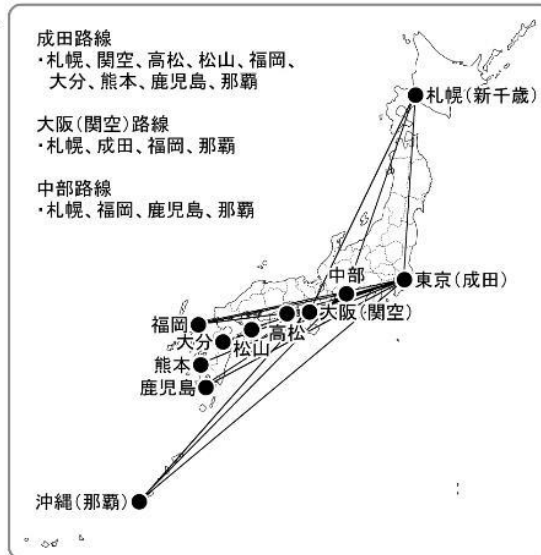 成田路線
・札幌、関空、高松、松山、福岡、
大分、熊本、鹿児島、那覇
大阪(関空)路線
・札幌、成田、福岡、那覇
中部路線
・札幌、福岡、鹿児島、那覇
札幌(新千歳)
中部
東京(成田)
大阪(関空)
福岡
高松
大分
松山
熊本
鹿児島
沖縄(那覇)